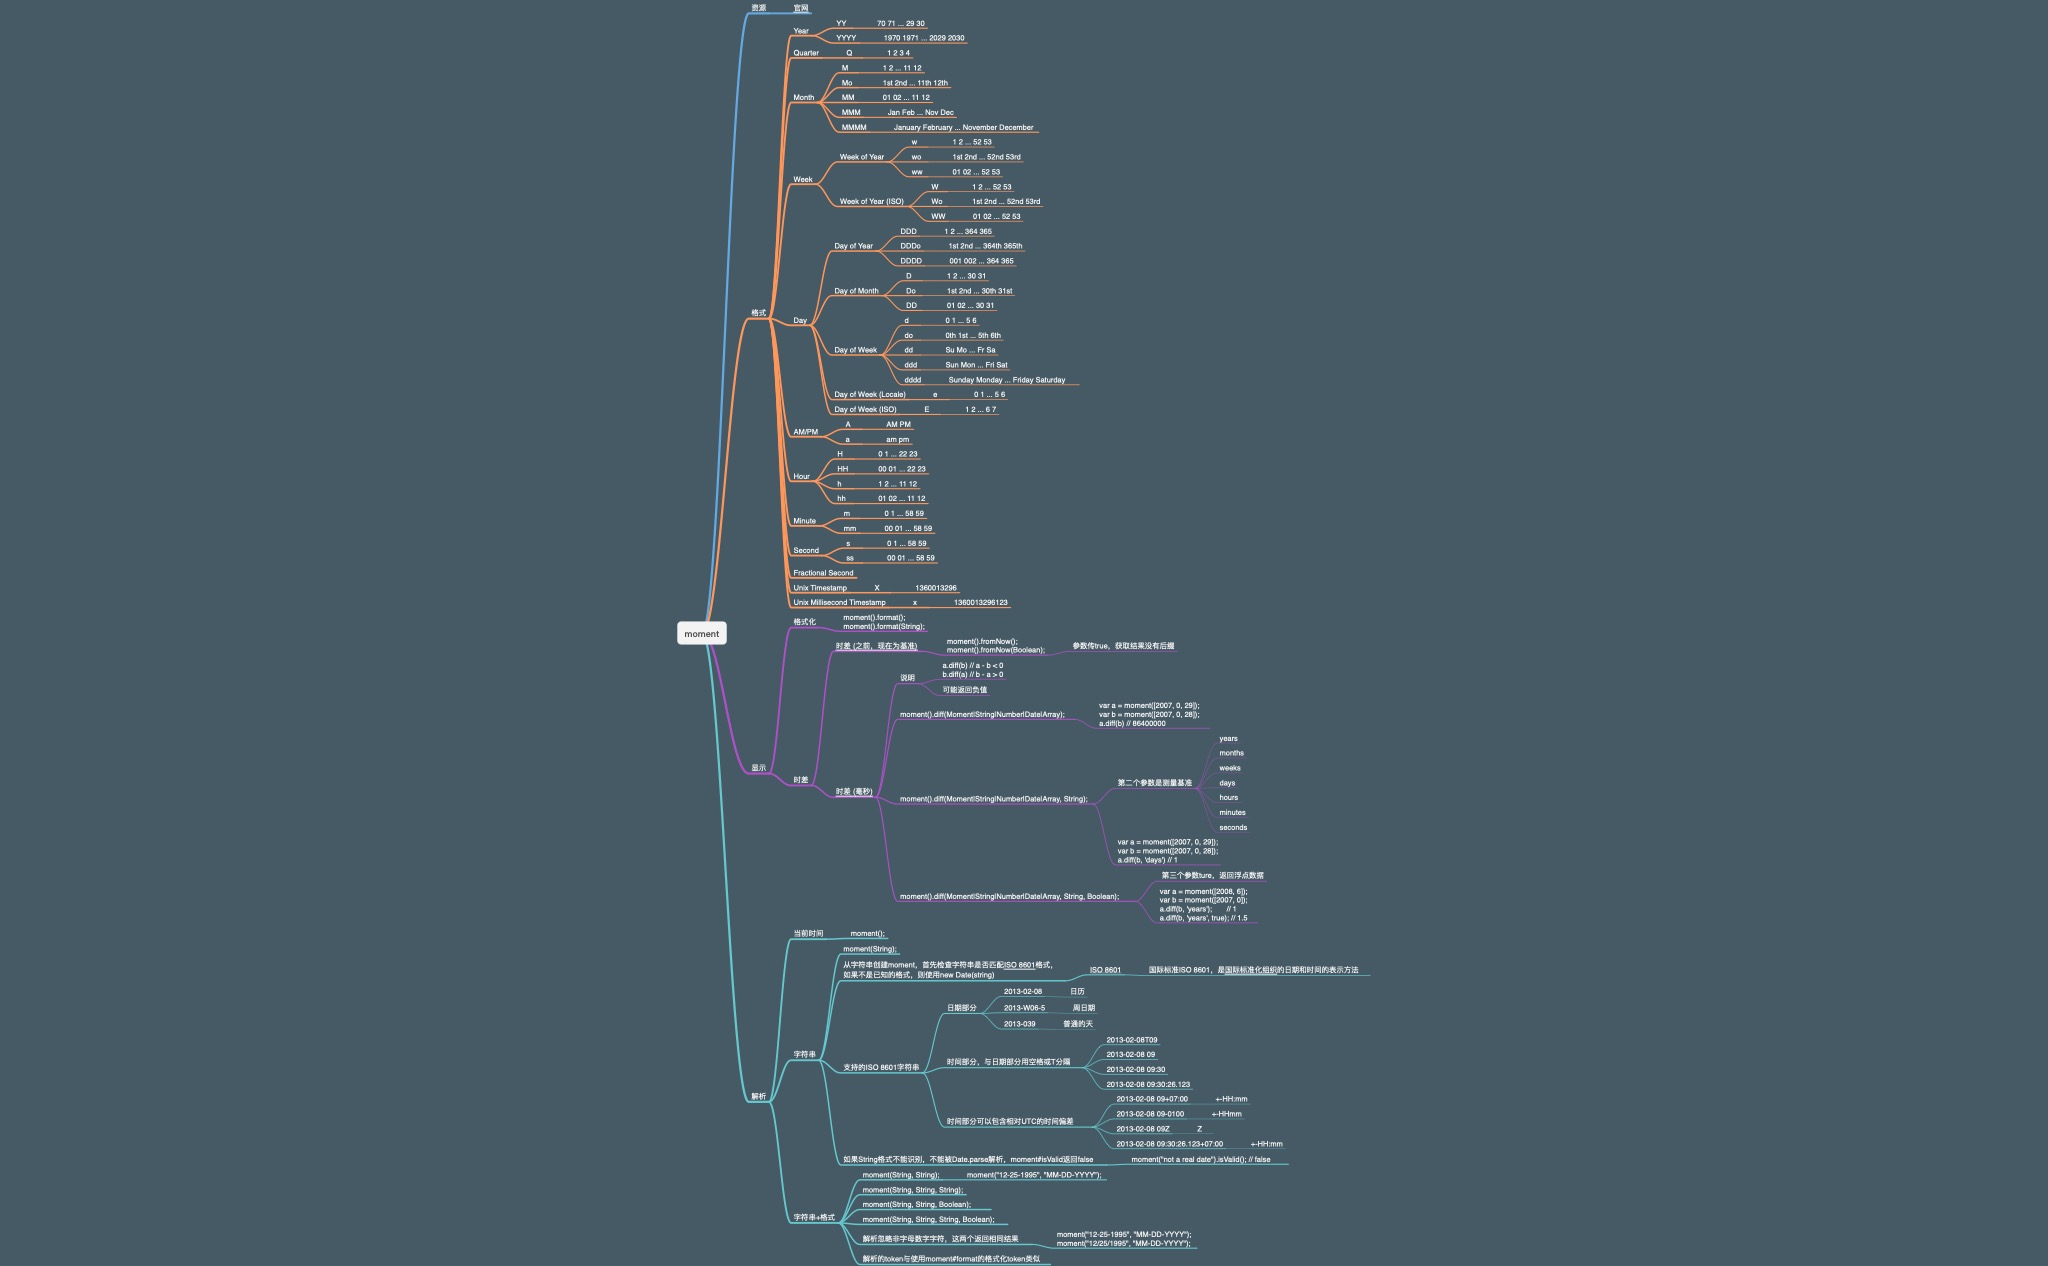 资源 官网
Year YY 70 71 ... 29 30
YYYY 1970 1971 ... 2029 2030
Quarter Q 1 2 3 4
M 1 2 ... 11 12
Mo 1st 2nd ... 11th 12th
Month MM 01 02 ... 11 12
MMM Jan Feb ... Nov Dec
MMMM January February ... November December
Week
Week of Year
w 1 2 ... 52 53
wo 1st 2nd ... 52nd 53rd
ww 01 02 ... 52 53
Week of Year (ISO)
W 1 2 ... 52 53
Wo 1st 2nd ... 52nd 53rd
WW 01 02 ... 52 53
格式
Day
Day of Year
DDD 1 2 ... 364 365
DDDo 1st 2nd ... 364th 365th
DDDD 001 002 ... 364 365
Day of Month
D 1 2 ... 30 31
Do 1st 2nd ... 30th 31st
DD 01 02 ... 30 31
Day of Week
d 0 1 ... 5 6
do 0th 1st ... 5th 6th
dd Su Mo ... Fr Sa
ddd Sun Mon ... Fri Sat
dddd Sunday Monday ... Friday Saturday
Day of Week (Locale) e 0 1 ... 5 6
Day of Week (ISO) E 1 2 ... 6 7
AM/PM
A AM PM
a am pm
Hour
H 0 1 ... 22 23
HH 00 01 ... 22 23
h 1 2 ... 11 12
hh 01 02 ... 11 12
Minute
m 0 1 ... 58 59
mm 00 01 ... 58 59
Second
s 0 1 ... 58 59
ss 00 01 ... 58 59
Fractional Second
Unix Timestamp X 1360013296
Unix Millisecond Timestamp x 1360013296123
moment
显示
格式化
moment().format();
moment().format(String);
时差
时差 (之前，现在为基准)
moment().fromNow();
moment().fromNow(Boolean);
参数传true，获取结果没有后缀
时差 (毫秒)
说明
a.diff(b) // a - b < 0
b.diff(a) // b - a > 0
可能返回负值
moment().diff(Moment|String|Number|Date|Array);
var a = moment([2007, 0, 29]);
var b = moment([2007, 0, 28]);
a.diff(b) // 86400000
moment().diff(Moment|String|Number|Date|Array, String);
第二个参数是测量基准
years
months
weeks
days
hours
minutes
seconds
var a = moment([2007, 0, 29]);
var b = moment([2007, 0, 28]);
a.diff(b, 'days') // 1
moment().diff(Moment|String|Number|Date|Array, String, Boolean);
第三个参数ture，返回浮点数据
var a = moment([2008, 6]);
var b = moment([2007, 0]);
a.diff(b, 'years'); // 1
a.diff(b, 'years', true); // 1.5
解析
当前时间 moment();
字符串
moment(String);
从字符串创建moment，首先检查字符串是否匹配ISO 8601格式，
如果不是已知的格式，则使用new Date(string)
ISO 8601 国际标准ISO 8601，是国际标准化组织的日期和时间的表示方法
支持的ISO 8601字符串
日期部分
2013-02-08 日历
2013-W06-5 周日期
2013-039 普通的天
时间部分，与日期部分用空格或T分隔
2013-02-08T09
2013-02-08 09
2013-02-08 09:30
2013-02-08 09:30:26.123
时间部分可以包含相对UTC的时间偏差
2013-02-08 09+07:00 +-HH:mm
2013-02-08 09-0100 +-HHmm
2013-02-08 09Z Z
2013-02-08 09:30:26.123+07:00 +-HH:mm
如果String格式不能识别，不能被Date.parse解析，moment#isValid返回false
moment("not a real date").isValid(); // false
字符串+格式
moment(String, String); moment("12-25-1995", "MM-DD-YYYY");
moment(String, String, String);
moment(String, String, Boolean);
moment(String, String, String, Boolean);
解析忽略非字母数字字符，这两个返回相同结果
moment("12-25-1995", "MM-DD-YYYY");
moment("12/25/1995", "MM-DD-YYYY");
解析的token与使用moment#format的格式化token类似